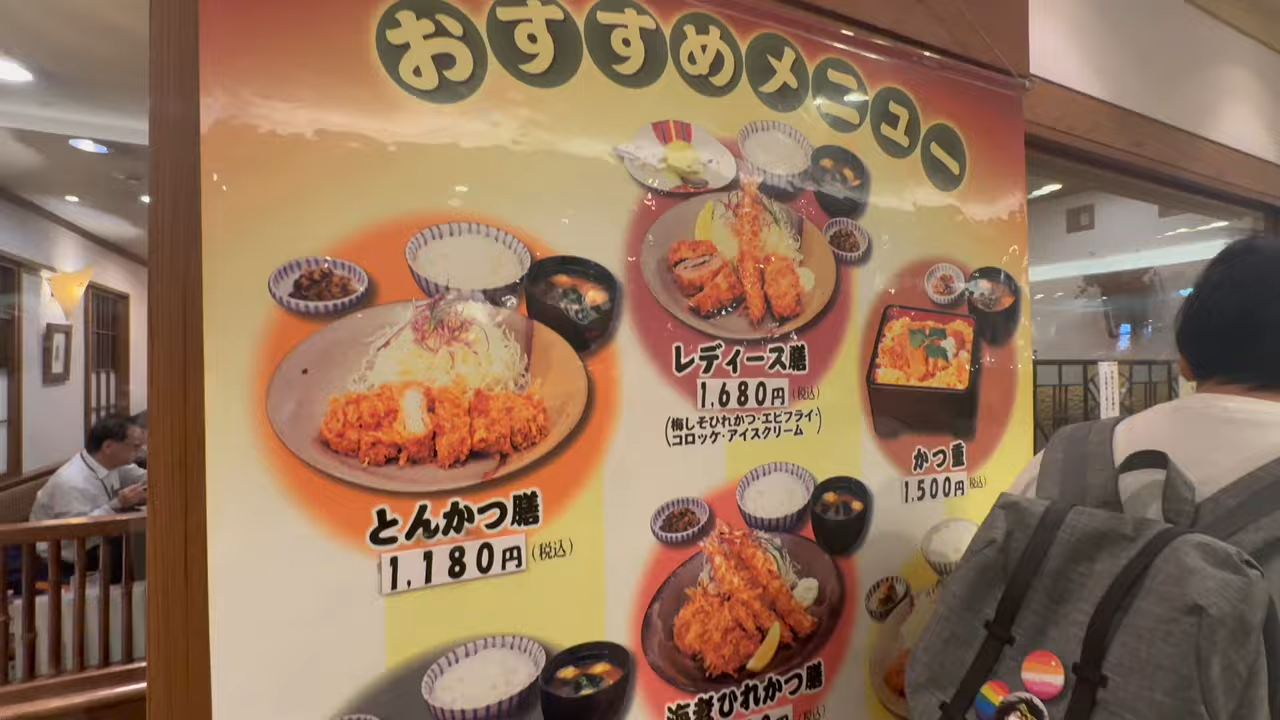 おすすめメニュー
とんかつ膳
1,180円(税込)
レディース膳
1,680円(税込)
(梅しそひれかつ・エビフライ・
コロッケ・アイスクリーム)
かつ重
1,500円(税込)
海老ひれかつ膳
円(税込)